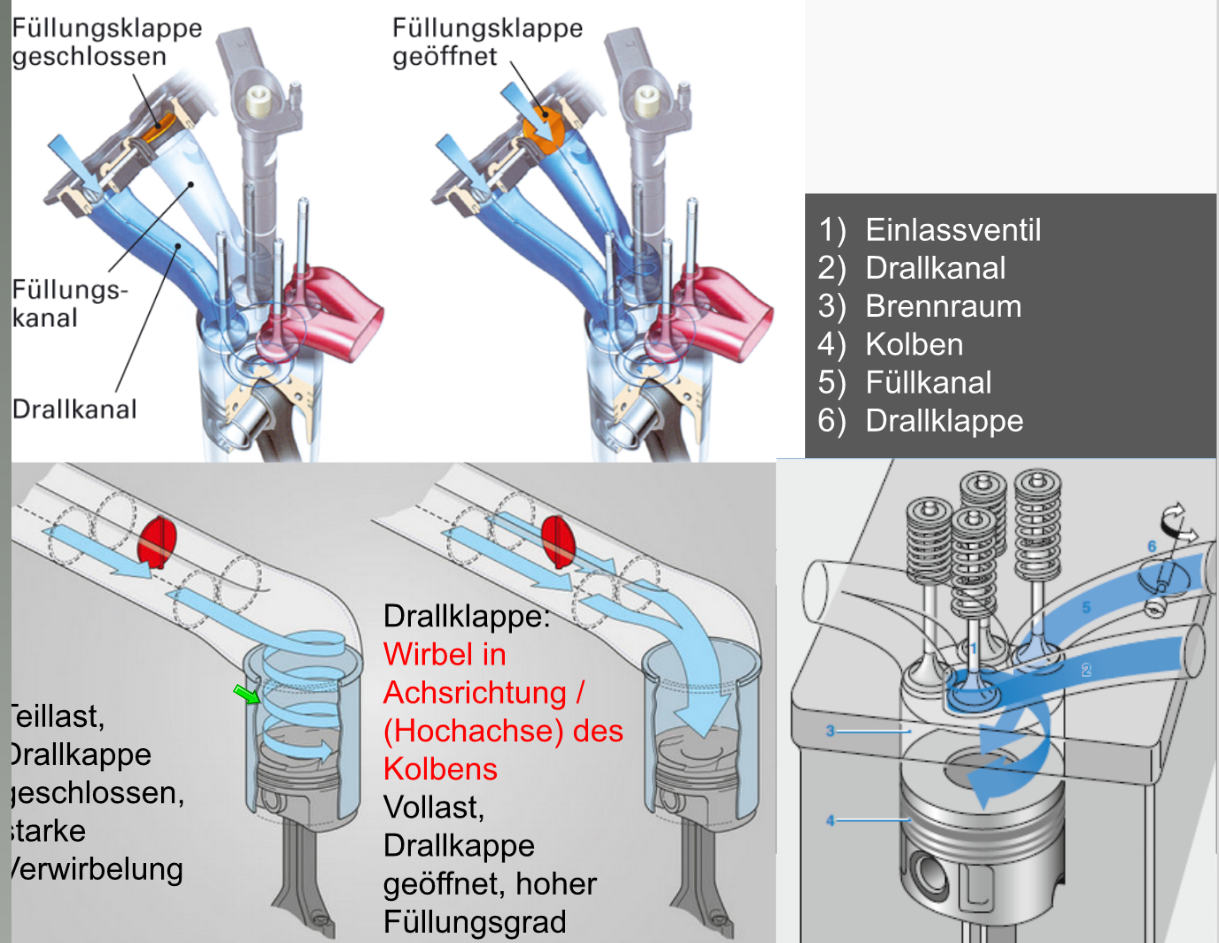 Füllungsklappe
geschlossen
Füllungsklappe
geöffnet
Füllungs-
kanal
Drallkanal
1) Einlassventil
2) Drallkanal
3) Brennraum
4) Kolben
5) Füllkanal
6) Drallklappe
Teillast,
Drallkappe
geschlossen,
starke
Verwirbelung
Drallklappe:
Wirbel in
Achsrichtung /
(Hochachse) des
Kolbens
Vollast,
Drallkappe
geöffnet, hoher
Füllungsgrad
6
5
1
2
3
4